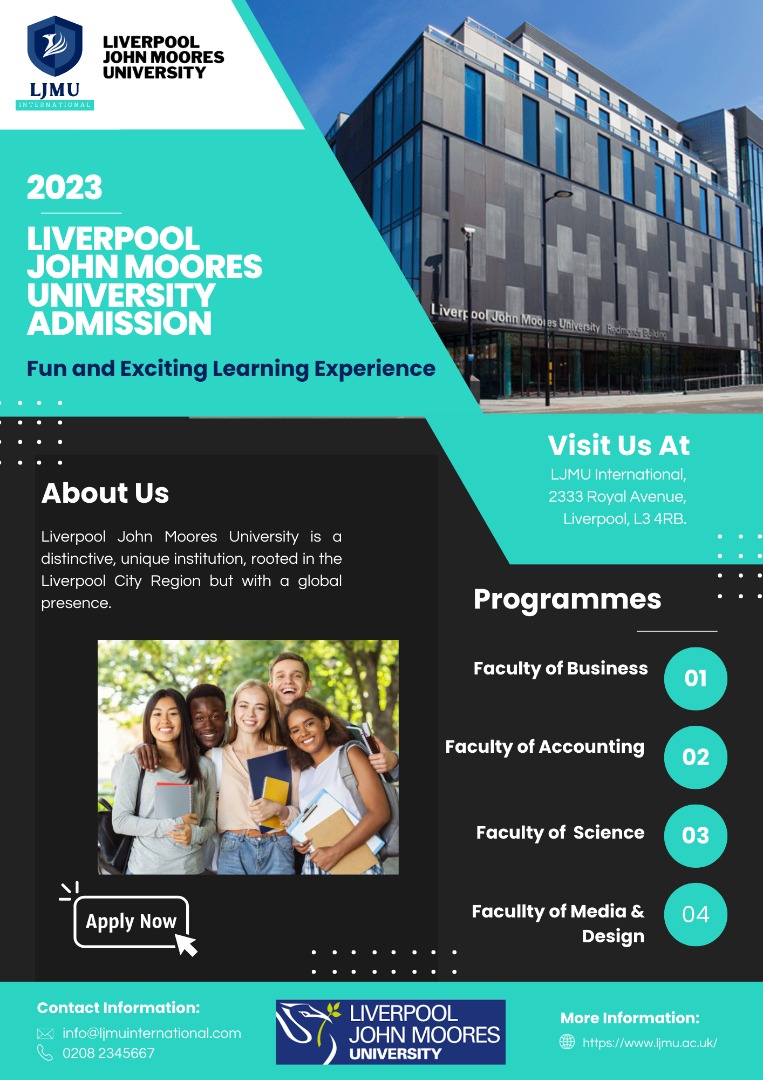 LJMU
INTERNATIONAL
LIVERPOOL
JOHN MOORES
UNIVERSITY
2023
LIVERPOOL
JOHN MOORES
UNIVERSITY
ADMISSION
Fun and Exciting Learning Experience
Liverpool John Moores University Redmonds Building
Visit Us At
LJMU International,
2333 Royal Avenue,
Liverpool, L3 4RB.
About Us
Liverpool John Moores University is a
distinctive, unique institution, rooted in the
Liverpool City Region but with a global
presence.
Programmes
Faculty of Business 01
Faculty of Accounting 02
Faculty of Science 03
Facullty of Media & 04
Design
Apply Now
Contact Information:
info@ljmuinternational.com
0208 2345667
LIVERPOOL
JOHN MOORES
UNIVERSITY
More Information:
https://www.ljmu.ac.uk/